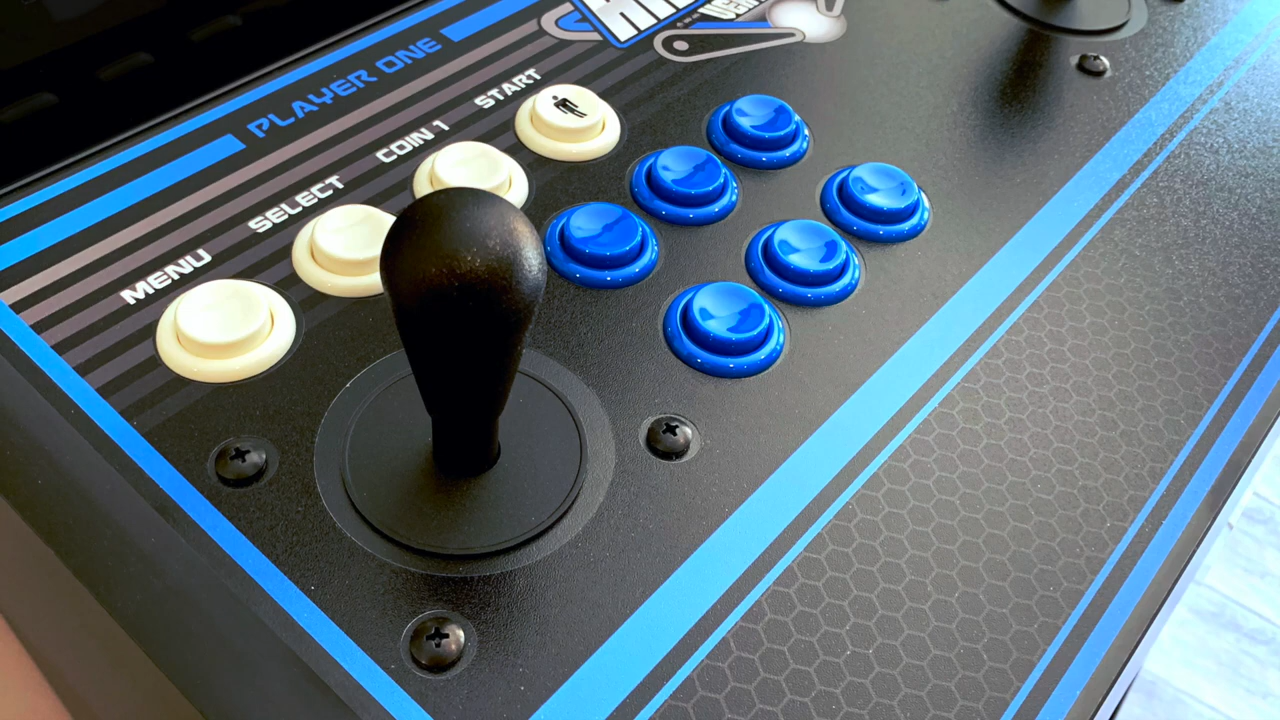 PLAYER ONE
START
COIN 1
SELECT
MENU